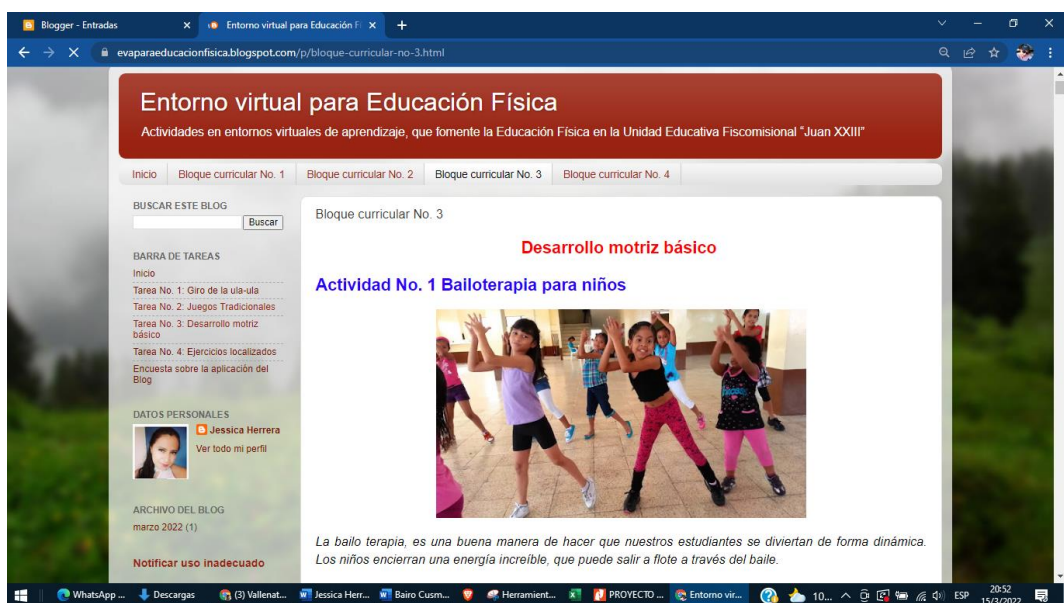 Blogger - Entradas
Entorno virtual para Educación Fí
evaparaeducacionfisica.blogspot.com/p/bloque-curricular-no-3.html
Entorno virtual para Educación Física
Actividades en entornos virtuales de aprendizaje, que fomente la Educación Física en la Unidad Educativa Fiscomisional "Juan XXIII"
Inicio Bloque curricular No. 1 Bloque curricular No. 2 Bloque curricular No. 3 Bloque curricular No. 4
BUSCAR ESTE BLOG
Buscar
BARRA DE TAREAS
Inicio
Tarea No. 1: Giro de la ula-ula
Tarea No. 2: Juegos Tradicionales
Tarea No. 3: Desarrollo motriz
básico
Tarea No. 4: Ejercicios localizados
Encuesta sobre la aplicación del
Blog
DATOS PERSONALES
Jessica Herrera
Ver todo mi perfil
ARCHIVO DEL BLOG
marzo 2022 (1)
Notificar uso inadecuado
Bloque curricular No. 3
Desarrollo motriz básico
Actividad No. 1 Bailoterapia para niños
La bailo terapia, es una buena manera de hacer que nuestros estudiantes se diviertan de forma dinámica.
Los niños encierran una energía increíble, que puede salir a flote a través del baile.
WhatsApp ... Descargas (3) Vallenat... Jessica Herr... Bairo Cusm... Herramient... PROYECTO ... Entorno vir... 10... ESP 20:52
15/3/2022